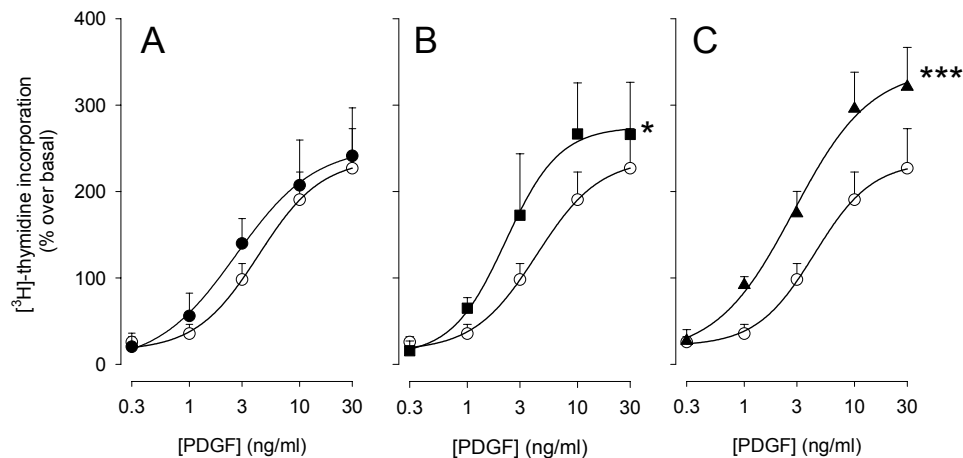 A
B
C
[³H]-thymidine incorporation
(% over basal)
400
300
200
100
0
*
***
0.3 1 3 10 30
0.3 1 3 10 30
0.3 1 3 10 30
[PDGF] (ng/ml)
[PDGF] (ng/ml)
[PDGF] (ng/ml)